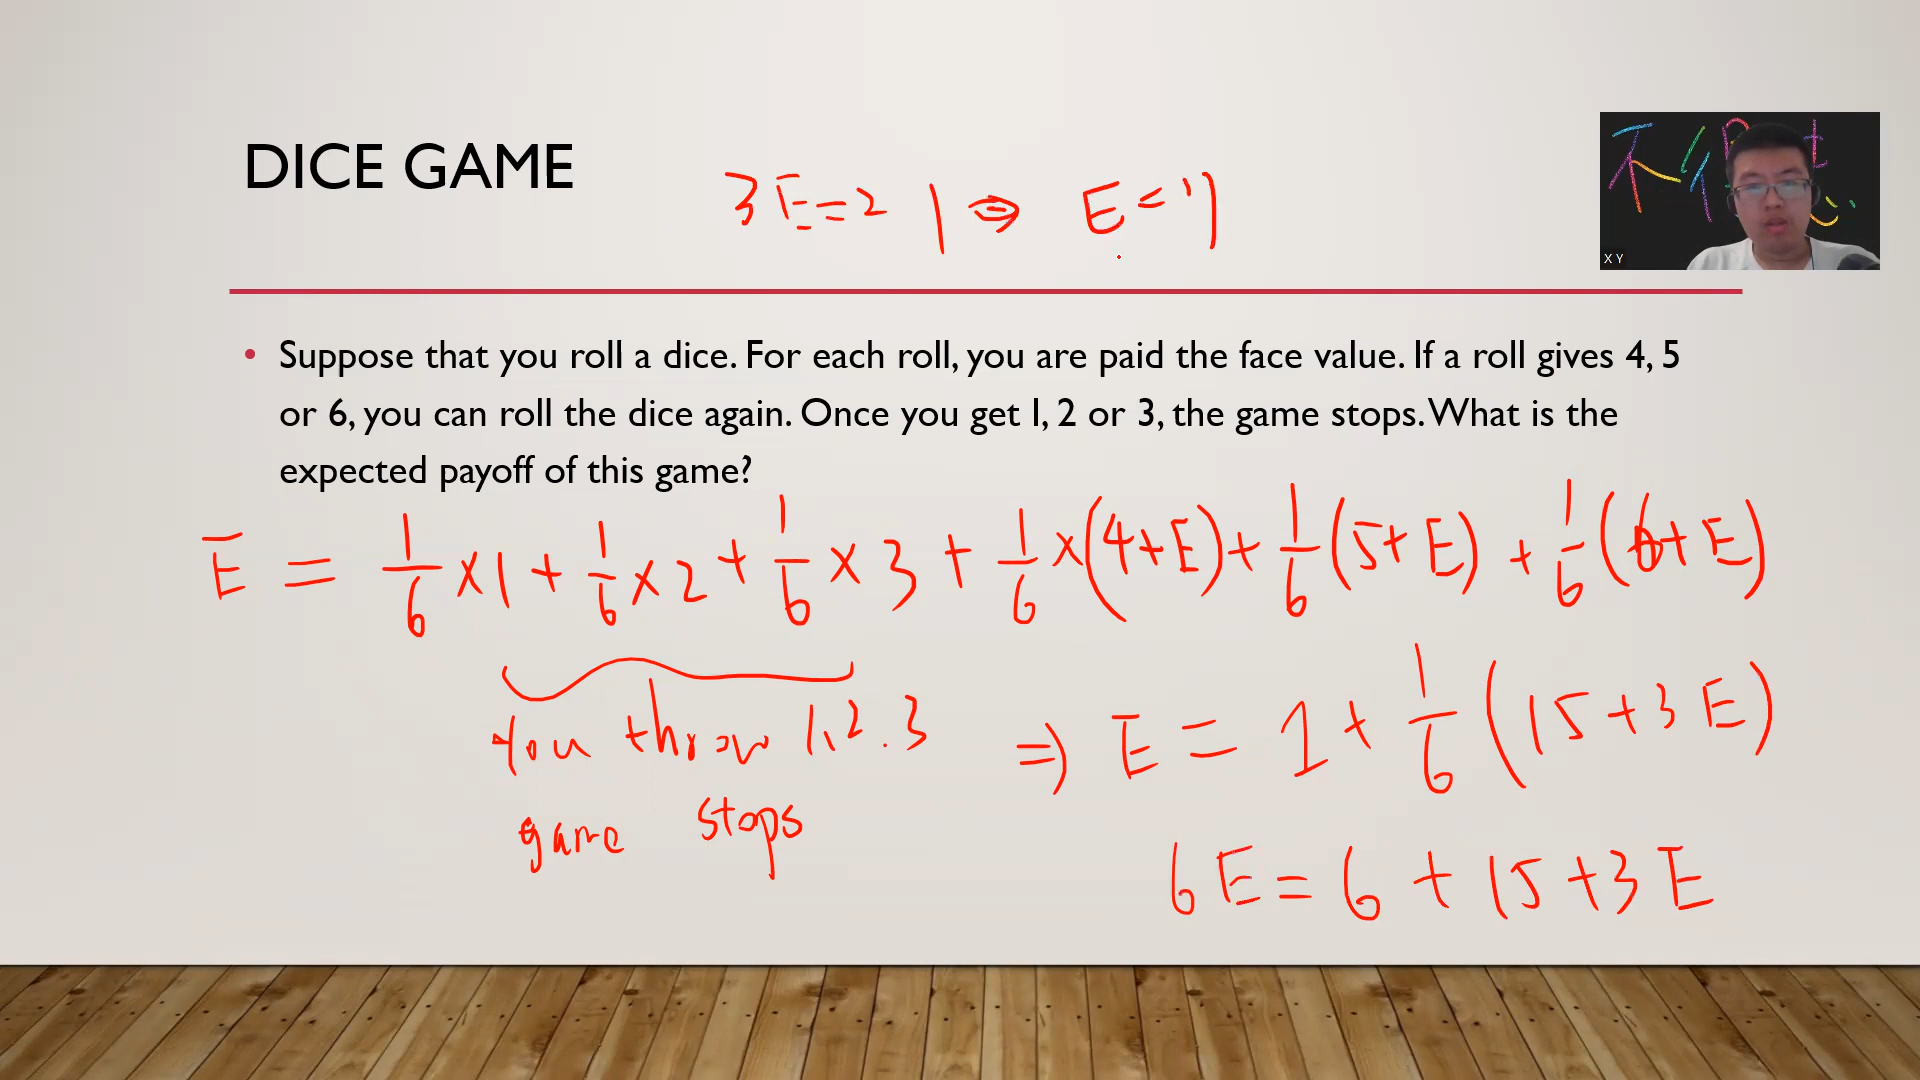 DICE GAME
3E=21 ⇒ E=7
X Y
• Suppose that you roll a dice. For each roll, you are paid the face value. If a roll gives 4, 5
or 6, you can roll the dice again. Once you get 1, 2 or 3, the game stops. What is the
expected payoff of this game?
E = 1/6 ×1 + 1/6 ×2 + 1/6 ×3 + 1/6 ×(4+E) + 1/6 (5+E) + 1/6 (6+E)
You throw 1, 2. 3
game stops
⇒ E = 1 + 1/6 (15+3E)
6E = 6 + 15+3E